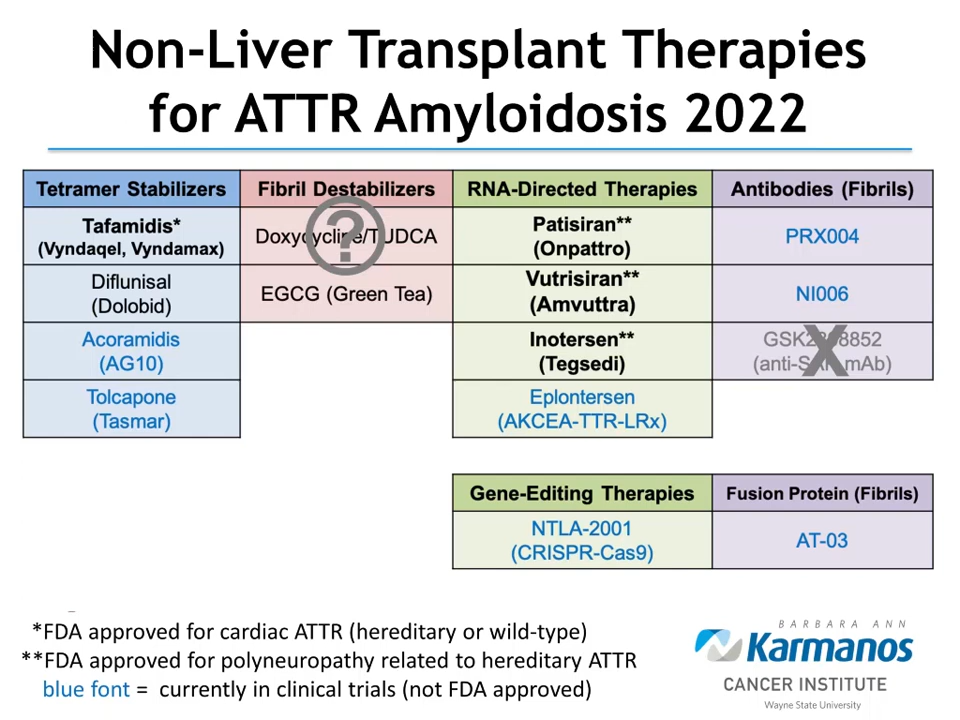 Non-Liver Transplant Therapies
for ATTR Amyloidosis 2022
Tetramer Stabilizers
Tafamidis*
(Vyndaqel, Vyndamax)
Diflunisal
(Dolobid)
Acoramidis
(AG10)
Tolcapone
(Tasmar)
Fibril Destabilizers
Doxycycline/TUDCA
?
EGCG (Green Tea)
RNA-Directed Therapies
Patisiran**
(Onpattro)
Vutrisiran**
(Amvuttra)
Inotersen**
(Tegsedi)
Eplontersen
(AKCEA-TTR-LRx)
Antibodies (Fibrils)
PRX004
NI006
X
(anti-SAP mAb)
Gene-Editing Therapies
NTLA-2001
(CRISPR-Cas9)
Fusion Protein (Fibrils)
AT-03
*FDA approved for cardiac ATTR (hereditary or wild-type)
**FDA approved for polyneuropathy related to hereditary ATTR
blue font = currently in clinical trials (not FDA approved)
BARBARA ANN
Karmanos
CANCER INSTITUTE
Wayne State University